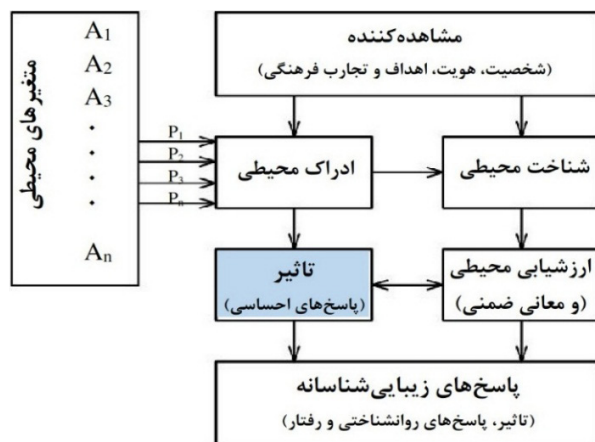 مشاهده‌کننده
(شخصیت، هویت، اهداف و تجارب فرهنگی)
متغیرهای محیطی
A1
A2
A3
.
.
.
.
An
P1
P2
P3
Pn
ادراک محیطی
شناخت محیطی
تاثیر
(پاسخ‌های احساسی)
ارزشیابی محیطی
(و معانی ضمنی)
پاسخ‌های زیبایی‌شناسانه
(تاثیر، پاسخ‌های روانشناختی و رفتار)